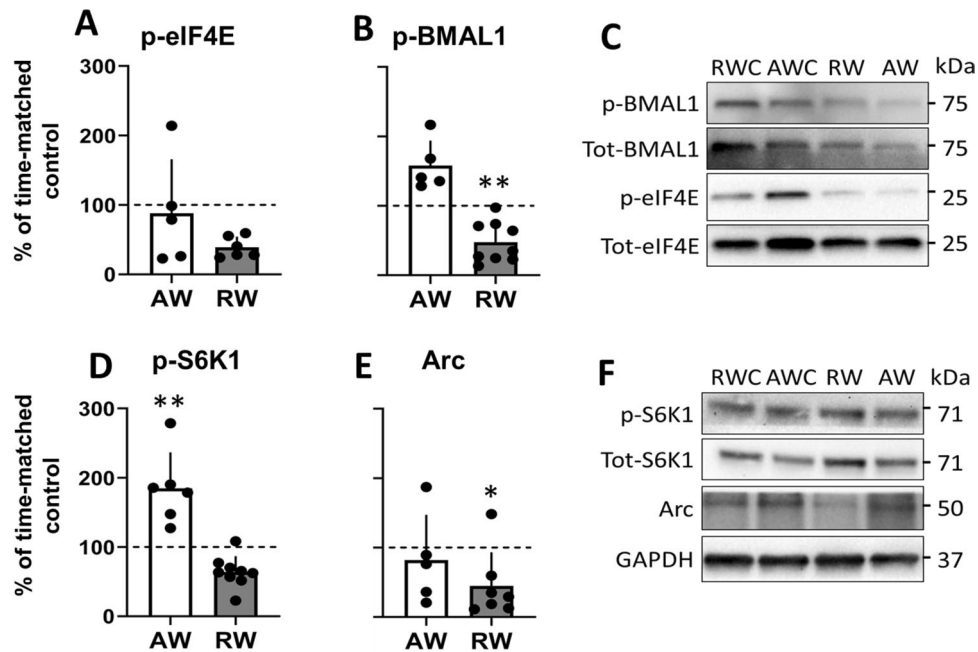 A
p-eIF4E
% of time-matched
control
300
200
100
0
AW RW
B
p-BMAL1
**
AW RW
C
RWC AWC RW AW kDa
p-BMAL1 75
Tot-BMAL1 75
p-eIF4E 25
Tot-eIF4E 25
D
p-S6K1
% of time-matched
control
300
200
100
0
**
AW RW
E
Arc
*
AW RW
F
RWC AWC RW AW kDa
p-S6K1 71
Tot-S6K1 71
Arc 50
GAPDH 37